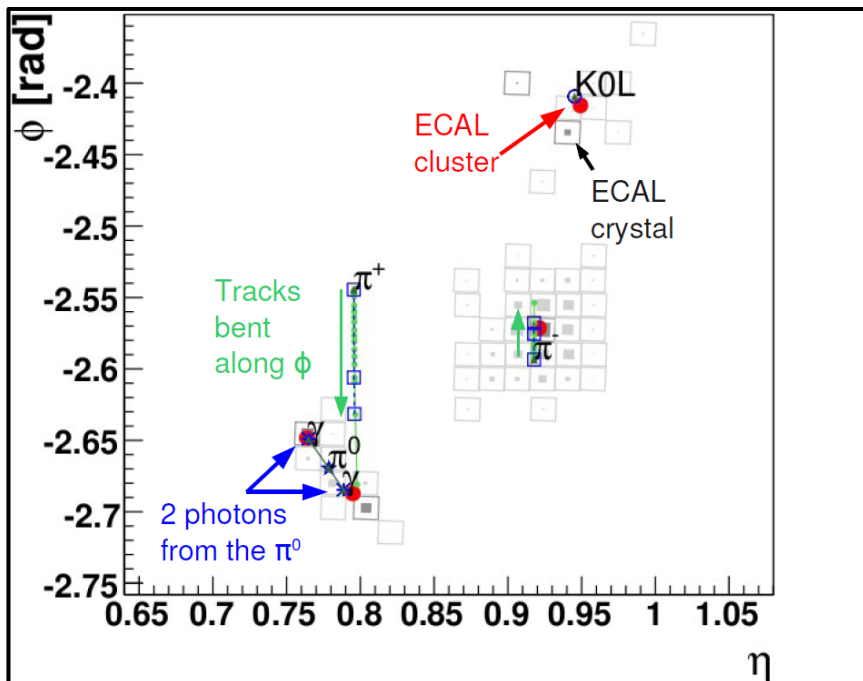 ϕ [rad]
-2.4
-2.45
-2.5
-2.55
-2.6
-2.65
-2.7
-2.75
K0L
ECAL
cluster
ECAL
crystal
π+
Tracks
bent
along ϕ
π-
γ
π0
γ
2 photons
from the π⁰
0.65 0.7 0.75 0.8 0.85 0.9 0.95 1 1.05
η